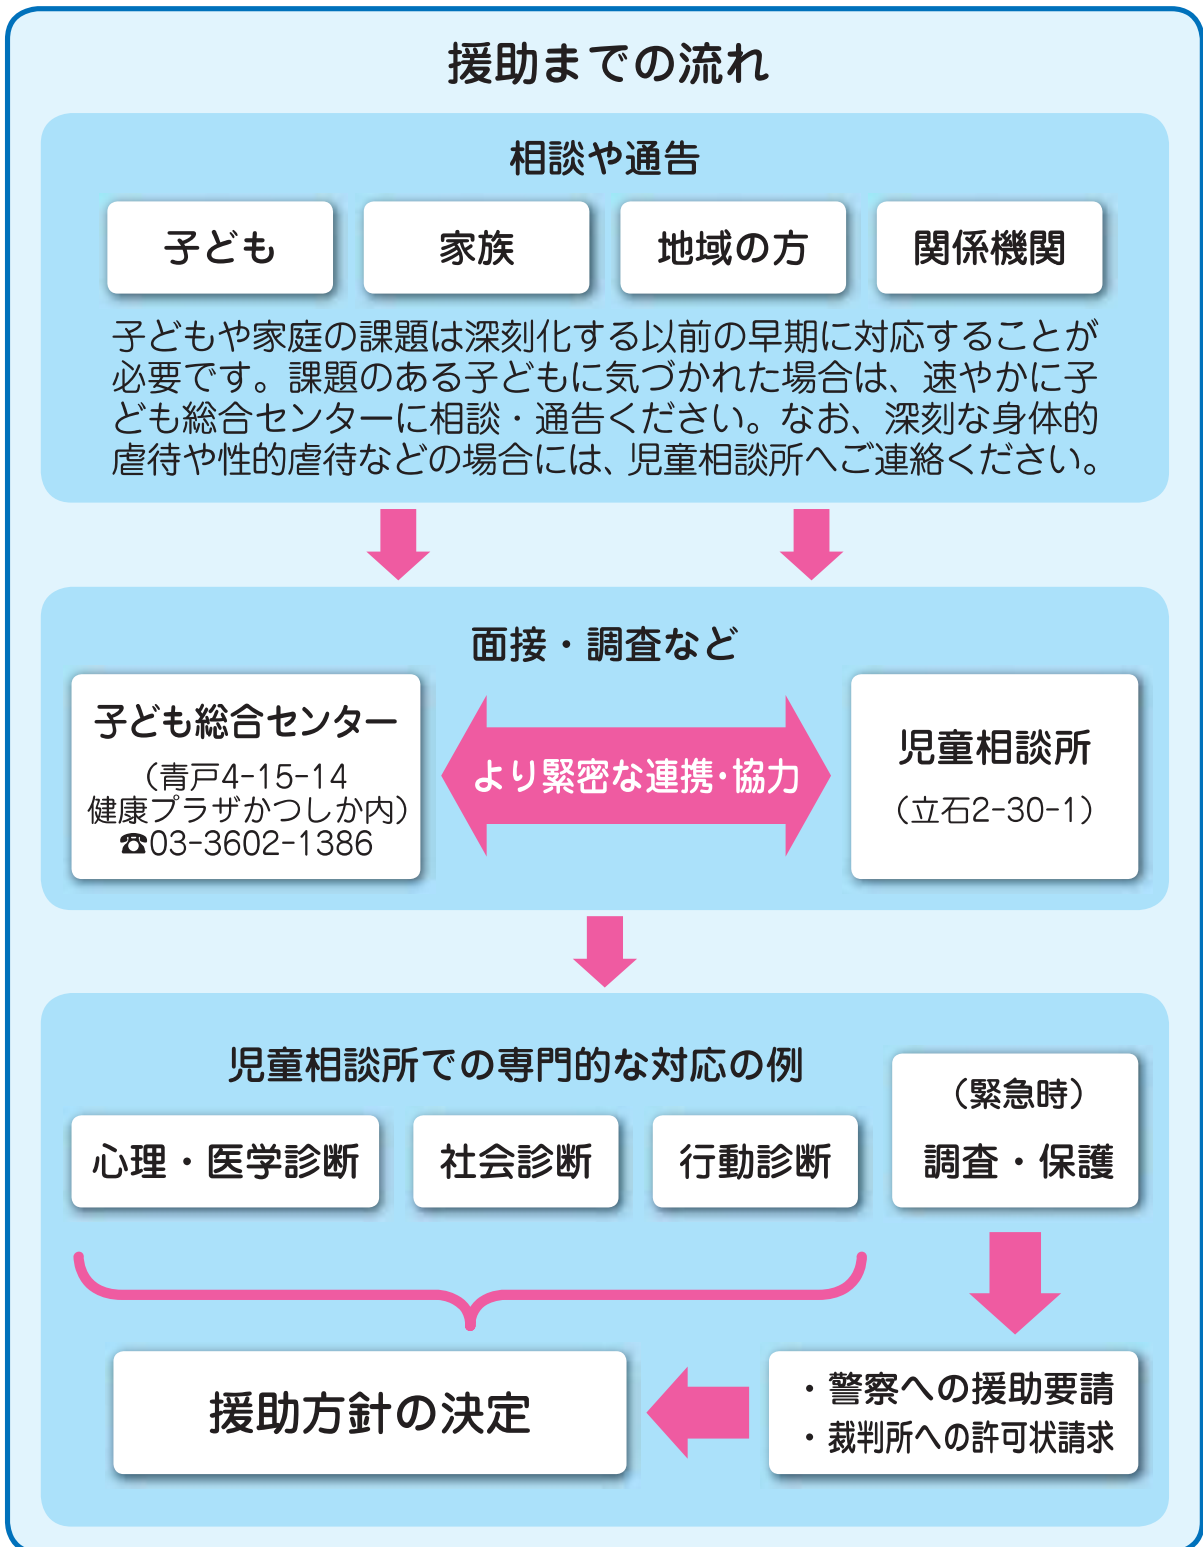 援助までの流れ
相談や通告
子ども
家族
地域の方
関係機関
子どもや家庭の課題は深刻化する以前の早期に対応することが
必要です。課題のある子どもに気づかれた場合は、速やかに子
ども総合センターに相談・通告ください。なお、深刻な身体的
虐待や性的虐待などの場合には、児童相談所へご連絡ください。
面接・調査など
子ども総合センター
（青戸4-15-14
健康プラザかつしか内）
☎03-3602-1386
より緊密な連携･協力
児童相談所
（立石2-30-1）
児童相談所での専門的な対応の例
心理・医学診断
社会診断
行動診断
（緊急時）
調査・保護
・警察への援助要請
・裁判所への許可状請求
援助方針の決定